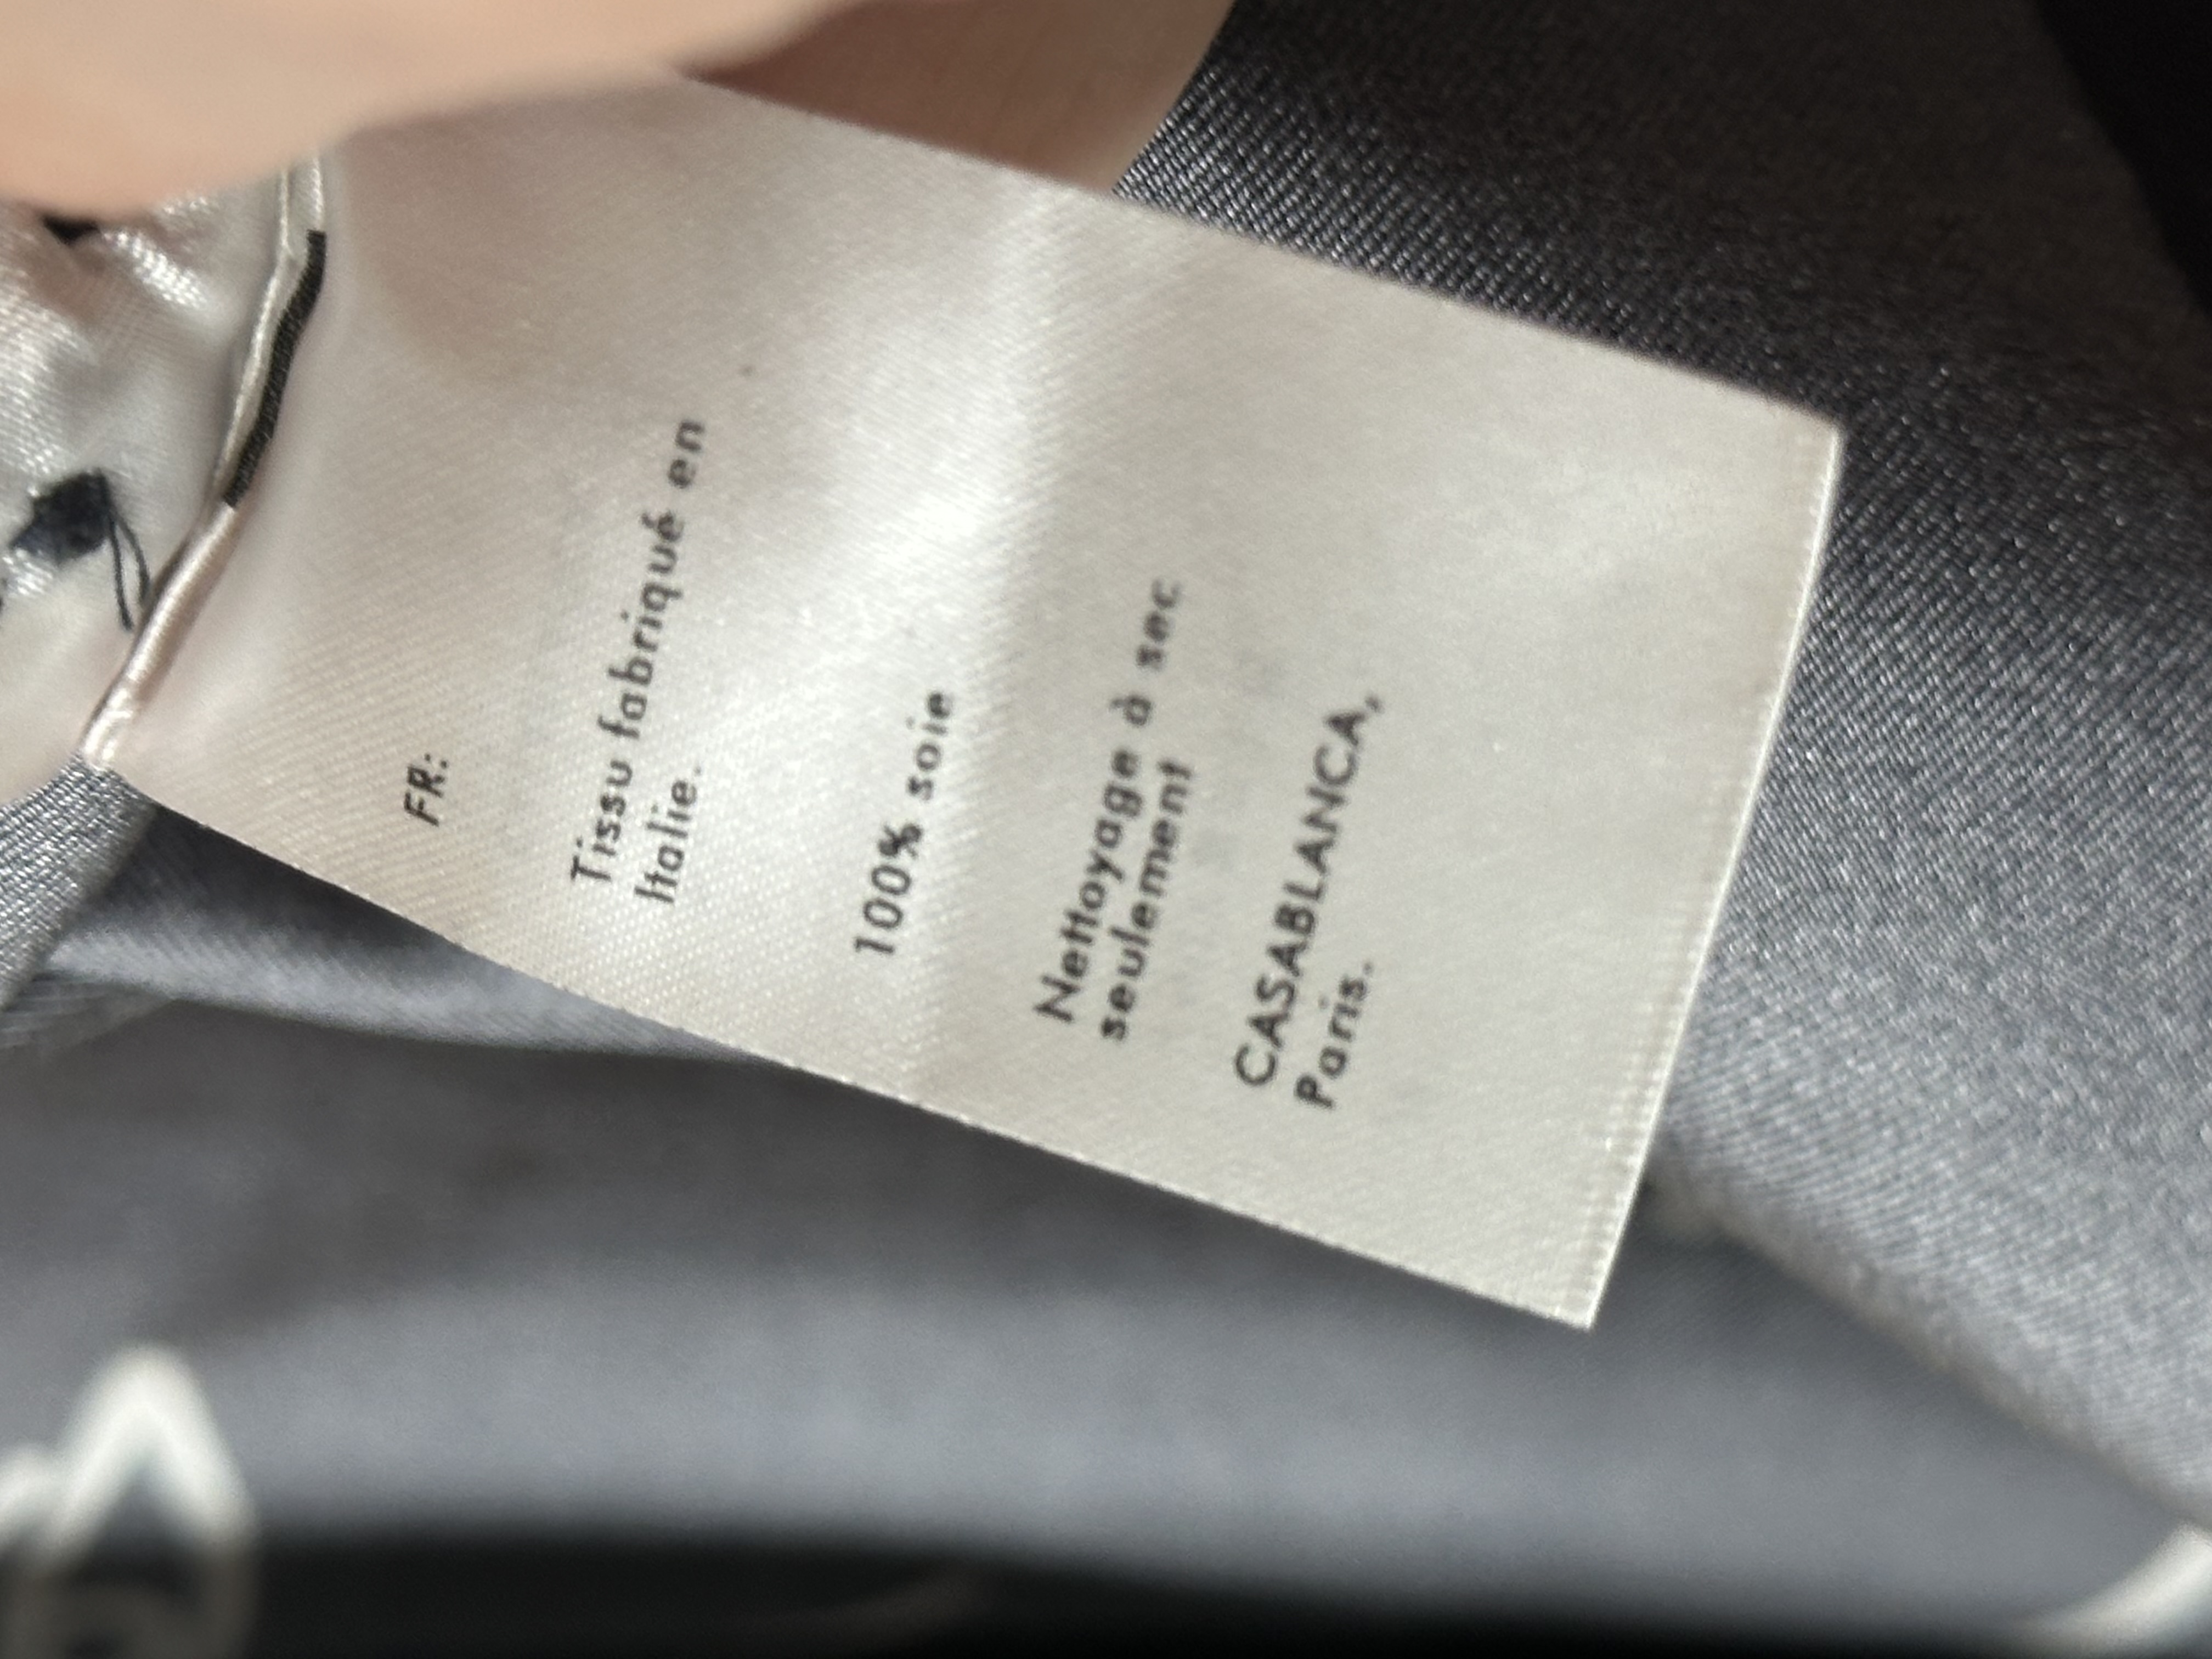 FR:
Tissu fabriqué en
Italie.
100% soie
Nettoyage à sec
seulement
CASABLANCA,
Paris.